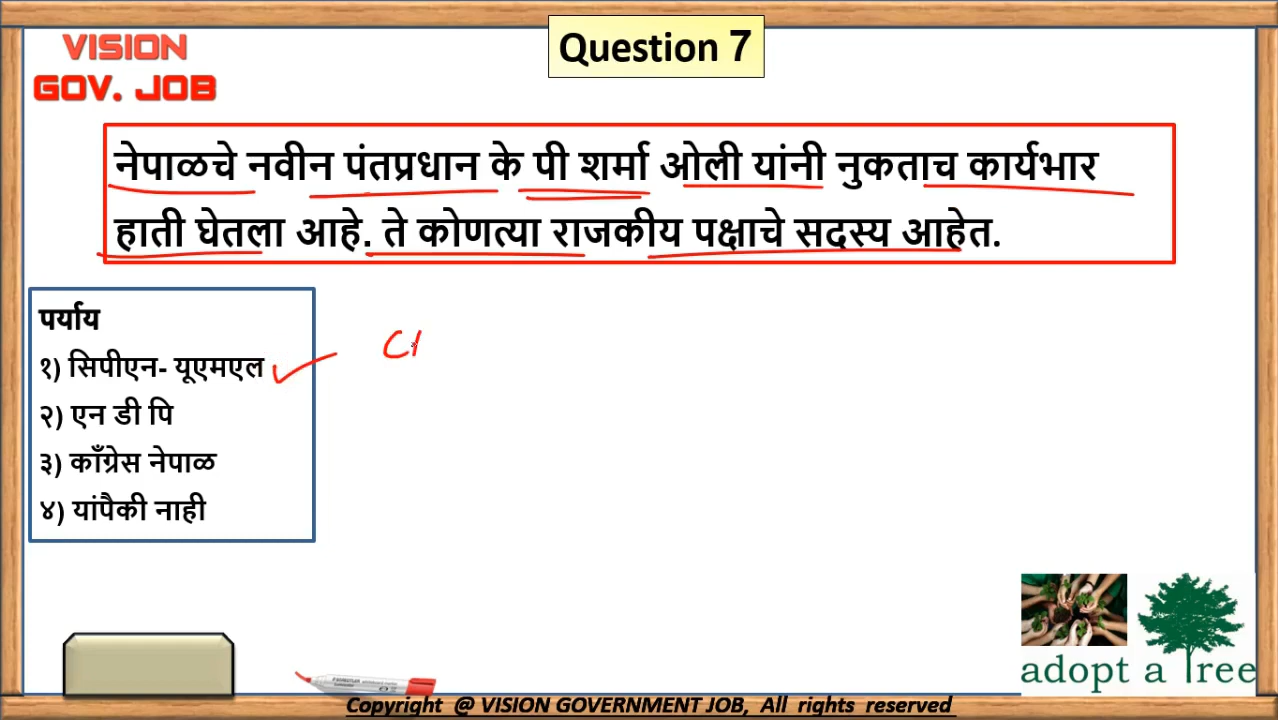 Question 7
VISION
GOV. JOB
नेपाळचे नवीन पंतप्रधान के पी शर्मा ओली यांनी नुकताच कार्यभार
हाती घेतला आहे. ते कोणत्या राजकीय पक्षाचे सदस्य आहेत.
पर्याय
१) सिपीएन- यूएमएल
२) एन डी पि
३) काँग्रेस नेपाळ
४) यांपैकी नाही
adopt a Tree
Copyright @ VISION GOVERNMENT JOB, All rights reserved